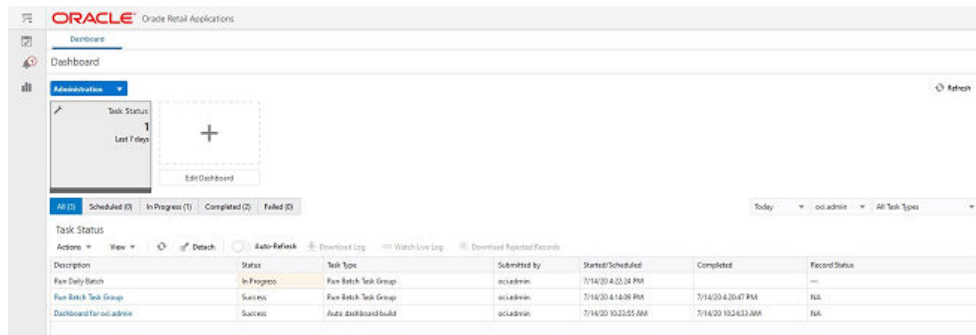 ORACLE® Oracle Retail Applications
Dashboard
Dashboard
Administration
Refresh
Task Status
1
Last 7 days
+
Edit Dashboard
All (3) Scheduled (0) In Progress (1) Completed (2) Failed (0) Today oci.admin All Task Types
Task Status
Actions View Detach Auto-Refresh Download Log Watch Live Log Download Rejected Records
Description Status Task Type Submitted by Started/Scheduled Completed Record Status
Run Daily Batch In Progress Run Batch Task Group oci.admin 7/14/20 4:22:24 PM ---
Run Batch Task Group Success Run Batch Task Group oci.admin 7/14/20 4:14:09 PM 7/14/20 4:20:47 PM NA
Dashboard for oci.admin Success Auto dashboard build oci.admin 7/14/20 10:23:55 AM 7/14/20 10:24:33 AM NA